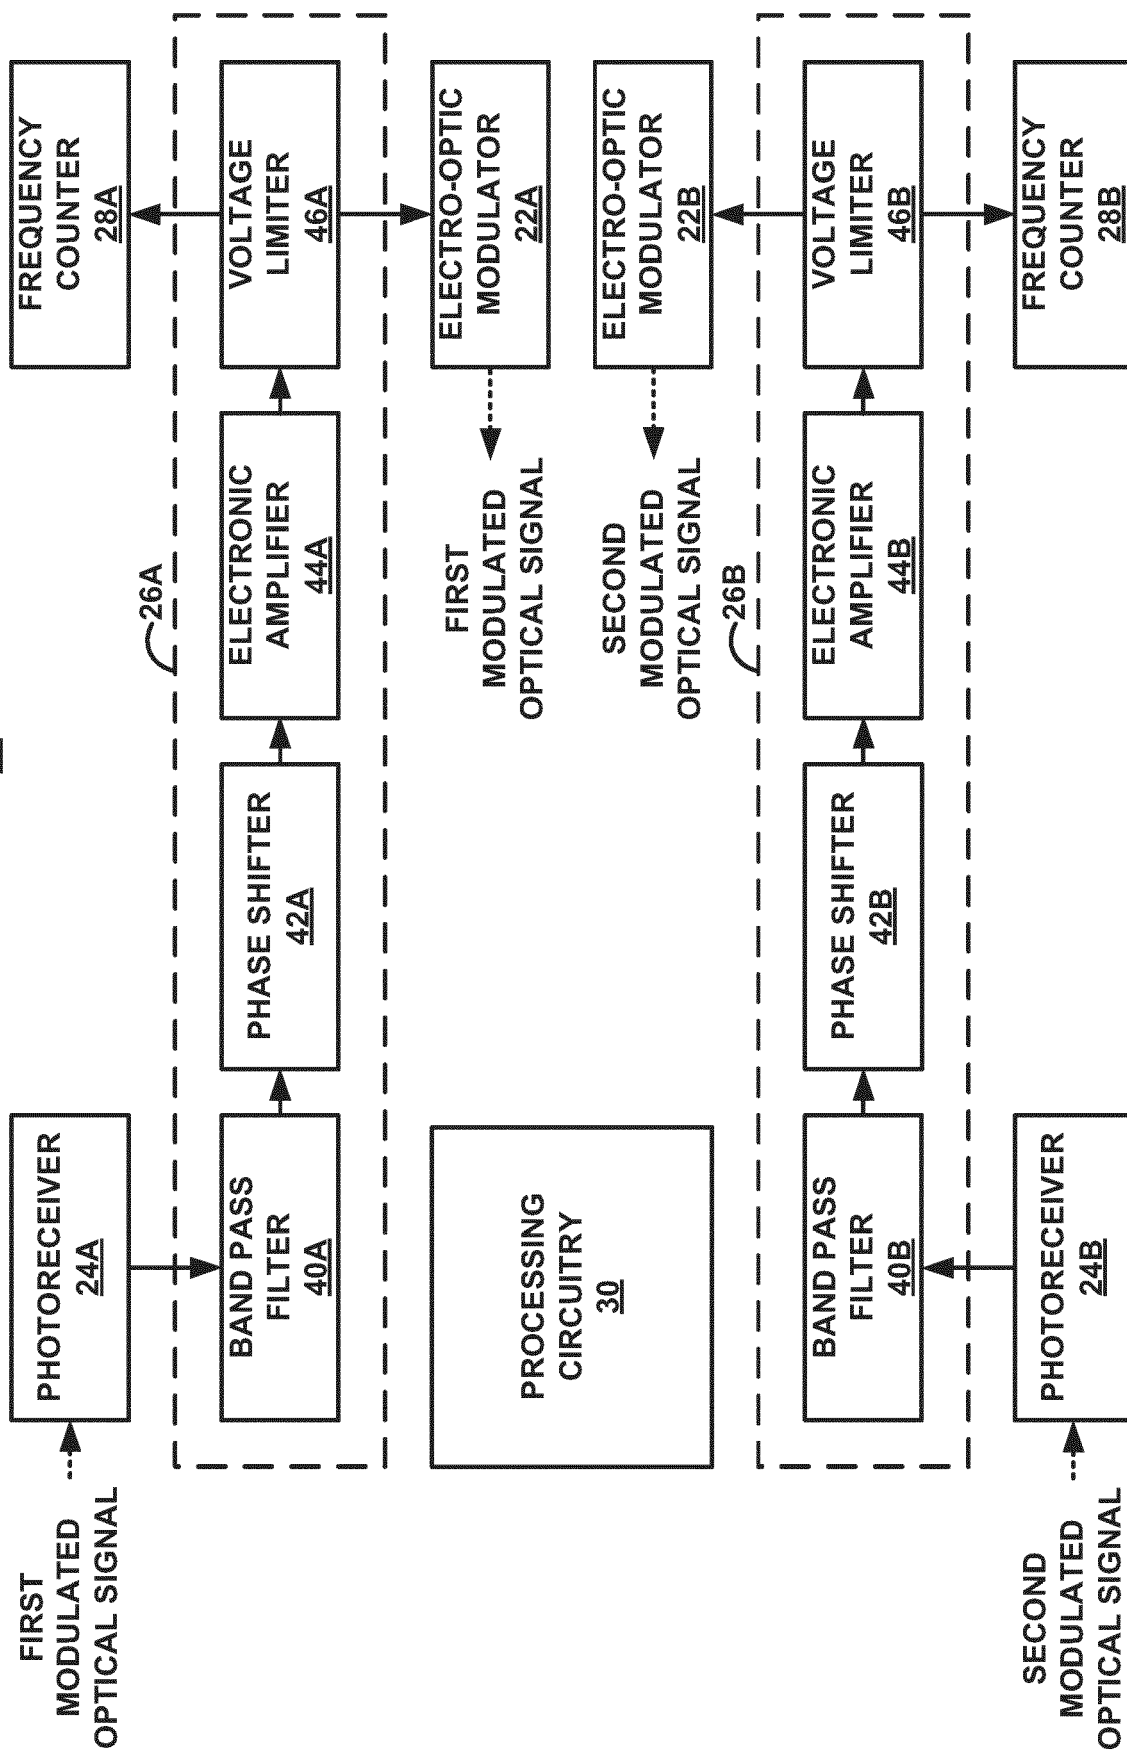 FIRST
MODULATED
OPTICAL SIGNAL
PHOTORECEIVER
24A
FREQUENCY
COUNTER
28A
26A
BAND PASS
FILTER
40A
PHASE SHIFTER
42A
ELECTRONIC
AMPLIFIER
44A
VOLTAGE
LIMITER
46A
PROCESSING
CIRCUITRY
30
FIRST
MODULATED
OPTICAL SIGNAL
ELECTRO-OPTIC
MODULATOR
22A
SECOND
MODULATED
OPTICAL SIGNAL
ELECTRO-OPTIC
MODULATOR
22B
26B
BAND PASS
FILTER
40B
PHASE SHIFTER
42B
ELECTRONIC
AMPLIFIER
44B
VOLTAGE
LIMITER
46B
SECOND
MODULATED
OPTICAL SIGNAL
PHOTORECEIVER
24B
FREQUENCY
COUNTER
28B